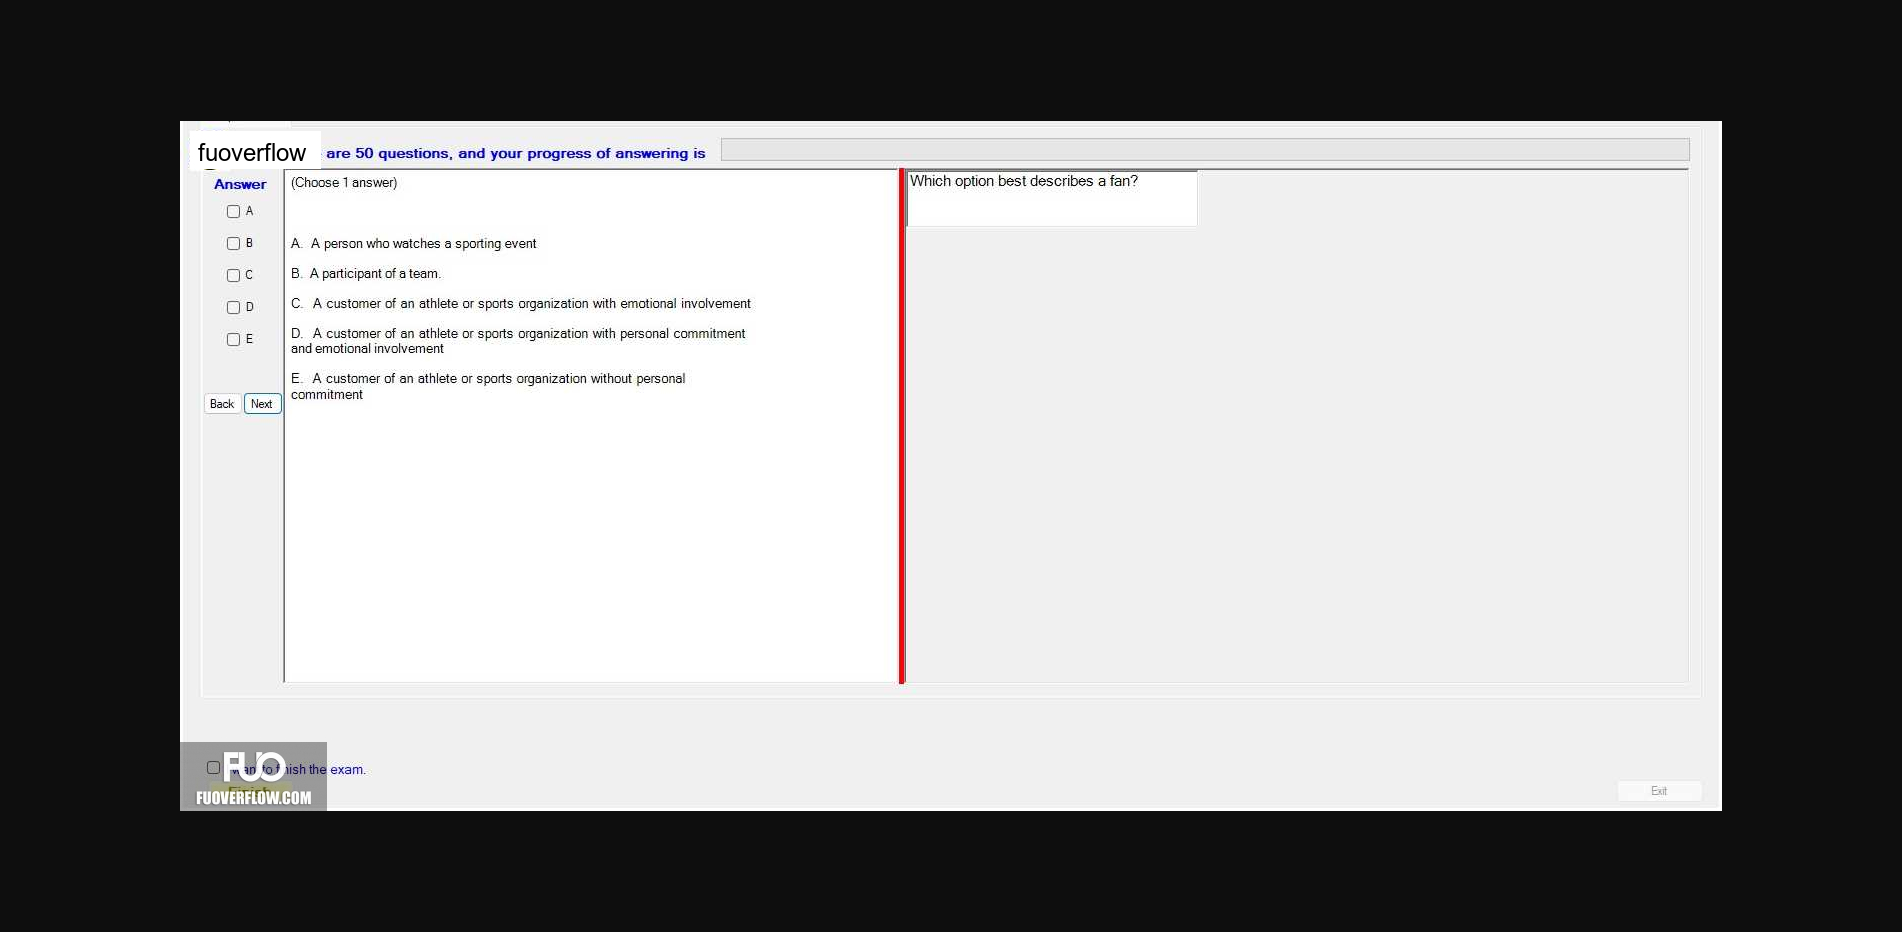 fuoverflow are 50 questions, and your progress of answering is
Answer
A
B
C
D
E
Back Next
(Choose 1 answer)
A. A person who watches a sporting event
B. A participant of a team.
C. A customer of an athlete or sports organization with emotional involvement
D. A customer of an athlete or sports organization with personal commitment
and emotional involvement
E. A customer of an athlete or sports organization without personal
commitment
Which option best describes a fan?
FUO
I want to finish the exam.
Finish
FUOVERFLOW.COM
Exit